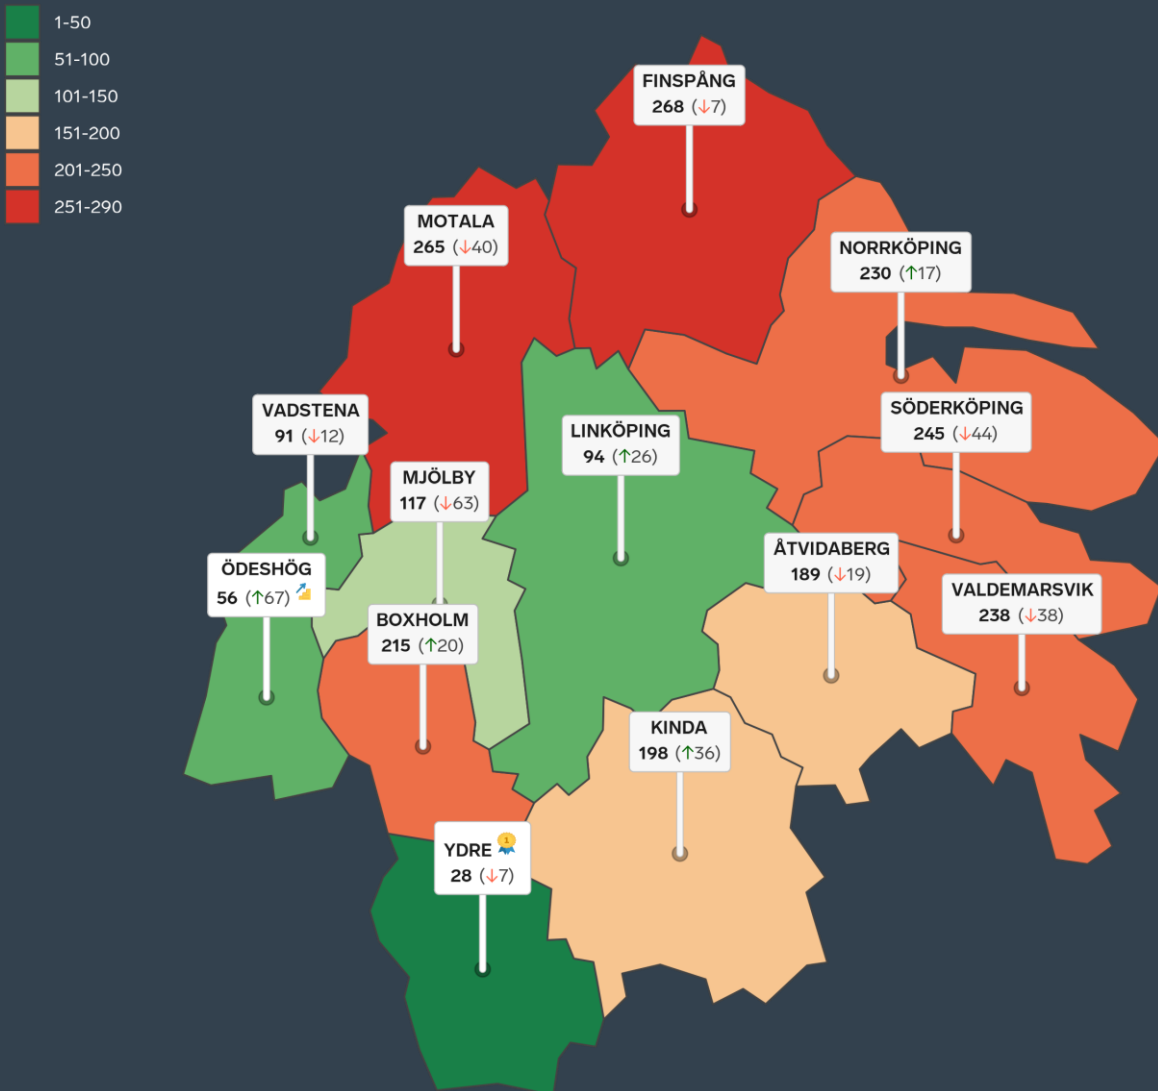 1-50
51-100
101-150
151-200
201-250
251-290
FINSPÅNG
268 (↓7)
MOTALA
265 (↓40)
NORRKÖPING
230 (↑17)
VADSTENA
91 (↓12)
SÖDERKÖPING
245 (↓44)
LINKÖPING
94 (↑26)
MJÖLBY
117 (↓63)
ÅTVIDABERG
189 (↓19)
ÖDESHÖG
56 (↑67)
VALDEMARSVIK
238 (↓38)
BOXHOLM
215 (↑20)
KINDA
198 (↑36)
YDRE 1
28 (↓7)